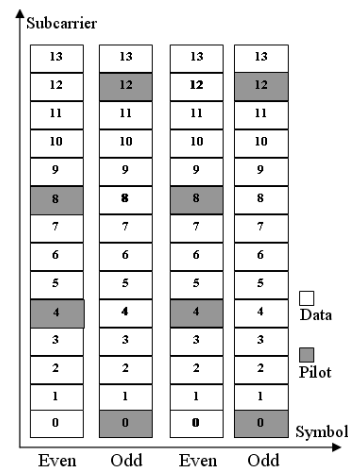 Subcarrier
13 13 13 13
12 12 12 12
11 11 11 11
10 10 10 10
9 9 9 9
8 8 8 8
7 7 7 7
6 6 6 6
5 5 5 5
4 4 4 4
3 3 3 3
2 2 2 2
1 1 1 1
0 0 0 0
Data
Pilot
Symbol
Even Odd Even Odd